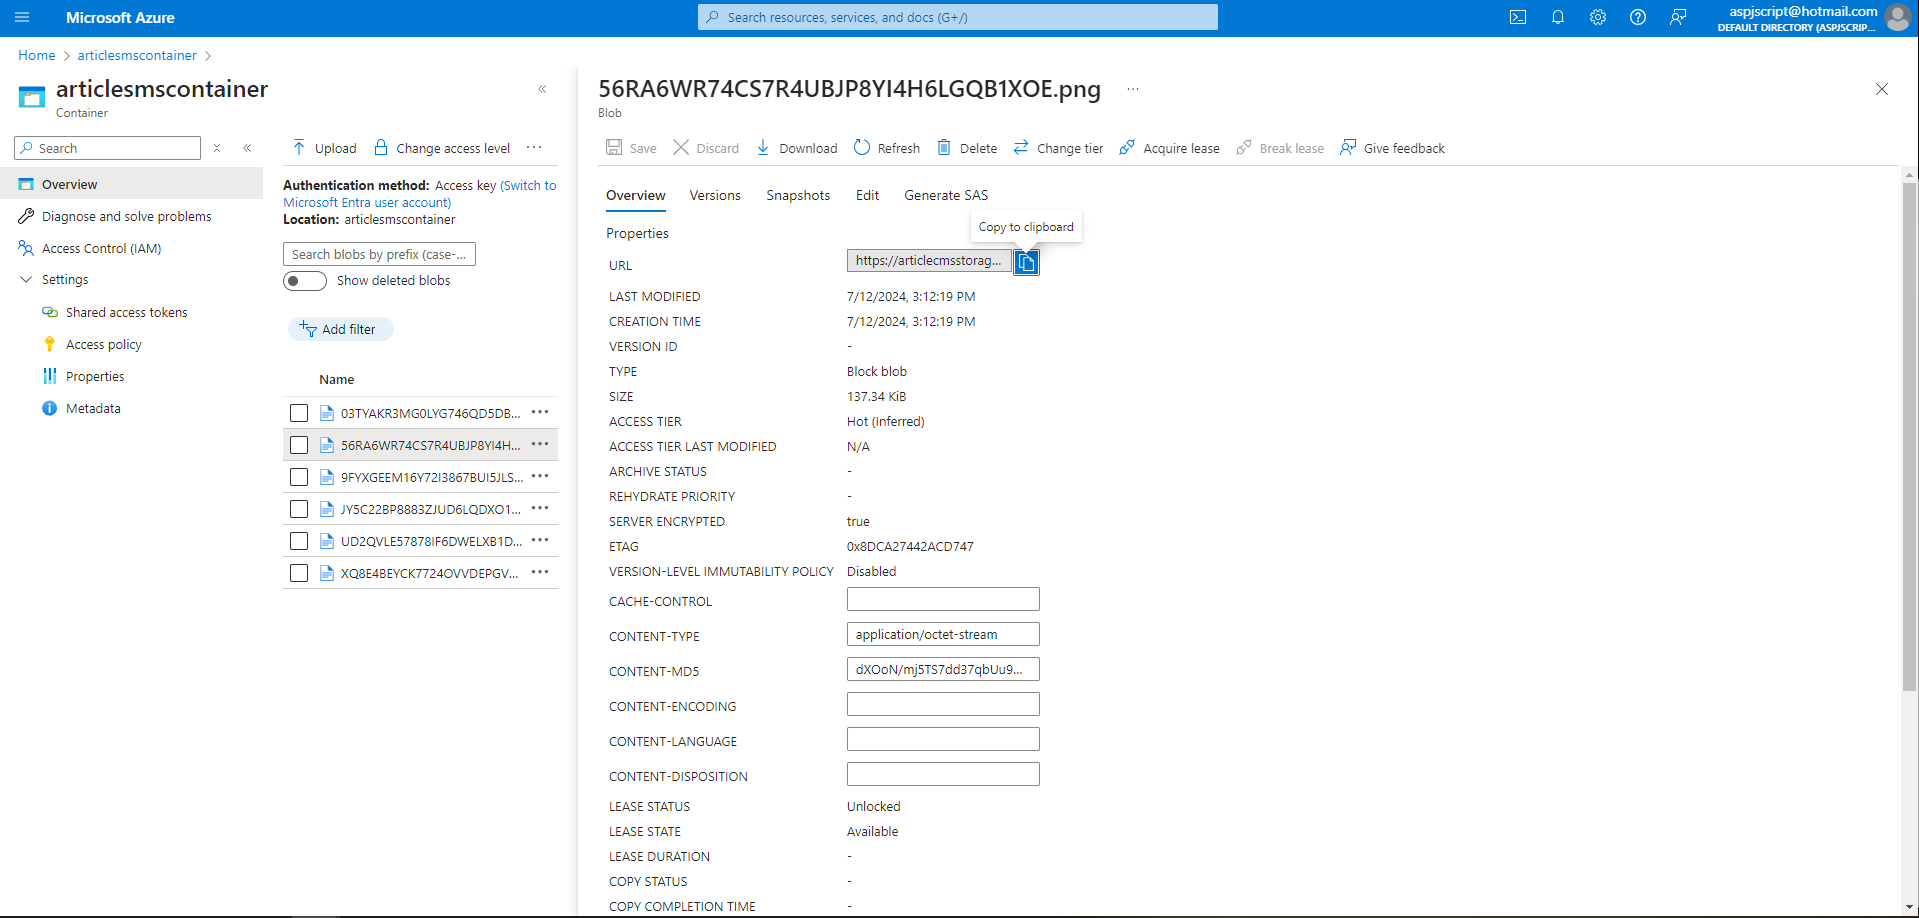 Microsoft Azure
Search resources, services, and docs (G+/)
aspjscript@hotmail.com
DEFAULT DIRECTORY (ASPJSCRIP...
Home > articlesmscontainer >
articlesmscontainer
Container
Search
Overview
Diagnose and solve problems
Access Control (IAM)
Settings
Shared access tokens
Access policy
Properties
Metadata
Upload
Change access level
Authentication method: Access key (Switch to
Microsoft Entra user account)
Location: articlesmscontainer
Search blobs by prefix (case-...
Show deleted blobs
Add filter
Name
03TYAKR3MG0LYG746QD5DB...
56RA6WR74CS7R4UBJP8YI4H...
9FYXGEEM16Y72I3867BUI5JLS...
JY5C22BP8883ZJUD6LQDXO1...
UD2QVLE57878IF6DWELXB1D...
XQ8E4BEYCK7724OVVDEPGV...
56RA6WR74CS7R4UBJP8YI4H6LGQB1XOE.png
Blob
Save Discard Download Refresh Delete Change tier Acquire lease Break lease Give feedback
Overview Versions Snapshots Edit Generate SAS
Copy to clipboard
Properties
URL https://articlecmsstorag...
LAST MODIFIED 7/12/2024, 3:12:19 PM
CREATION TIME 7/12/2024, 3:12:19 PM
VERSION ID -
TYPE Block blob
SIZE 137.34 KiB
ACCESS TIER Hot (Inferred)
ACCESS TIER LAST MODIFIED N/A
ARCHIVE STATUS -
REHYDRATE PRIORITY -
SERVER ENCRYPTED true
ETAG 0x8DCA27442ACD747
VERSION-LEVEL IMMUTABILITY POLICY Disabled
CACHE-CONTROL
CONTENT-TYPE application/octet-stream
CONTENT-MD5 dXOoN/mj5TS7dd37qbUu9...
CONTENT-ENCODING
CONTENT-LANGUAGE
CONTENT-DISPOSITION
LEASE STATUS Unlocked
LEASE STATE Available
LEASE DURATION -
COPY STATUS -
COPY COMPLETION TIME -